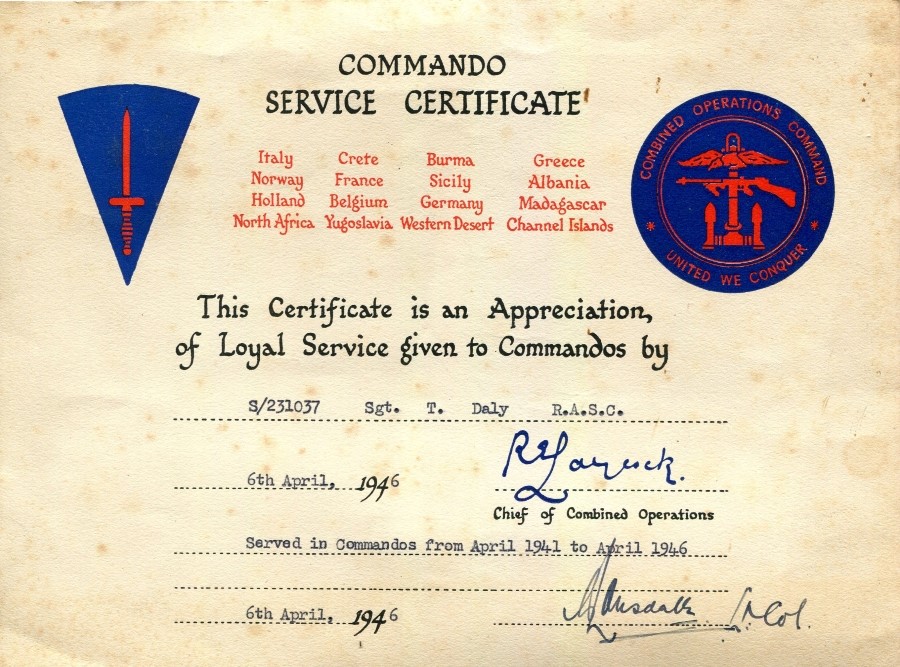 COMMANDO
SERVICE CERTIFICATE
Italy Crete Burma Greece
Norway France Sicily Albania
Holland Belgium Germany Madagascar
North Africa Yugoslavia Western Desert Channel Islands
COMBINED OPERATIONS COMMAND
* UNITED WE CONQUER *
This Certificate is an Appreciation,
of Loyal Service given to Commandos by
S/231037 Sgt. T. Daly R.A.S.C.
R E Laycock.
6th April, 1946
Chief of Combined Operations
Served in Commandos from April 1941 to April 1946
6th April, 1946
Lt Col.